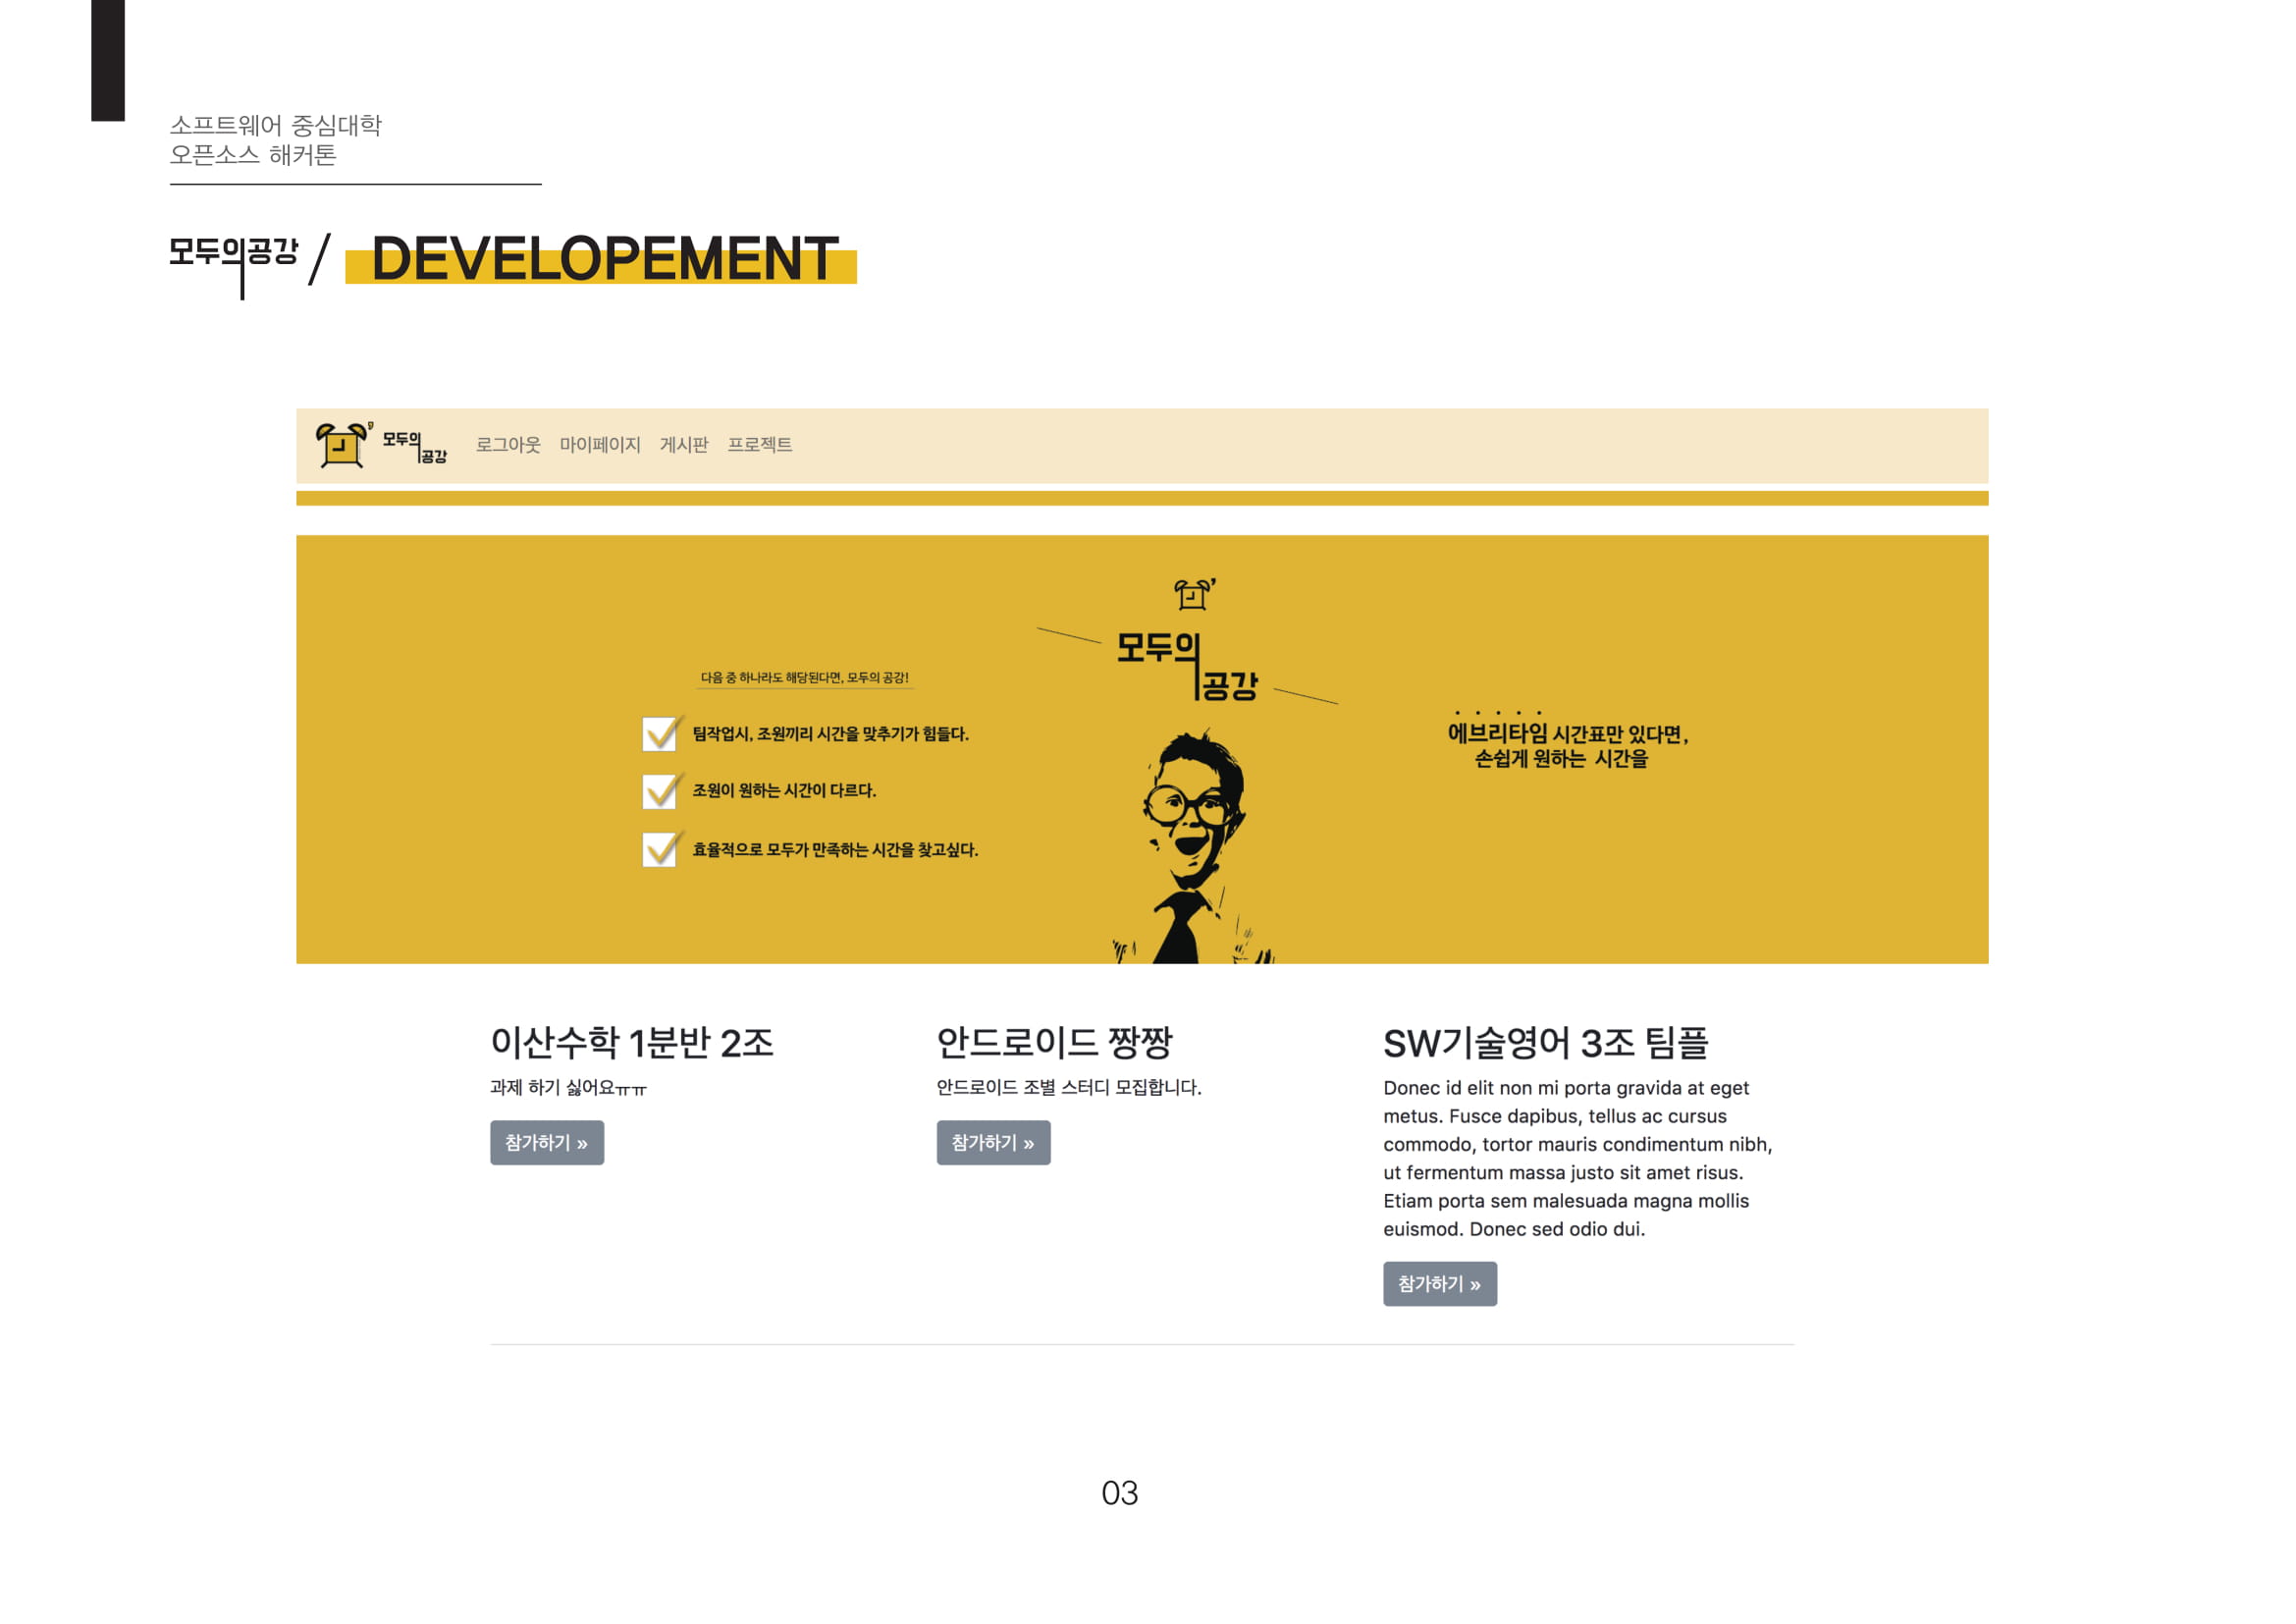 소프트웨어 중심대학
오픈소스 해커톤
모두의공강 / DEVELOPEMENT
모두의
공강
로그아웃 마이페이지 게시판 프로젝트
모두의
공강
다음 중 하나라도 해당된다면, 모두의 공강!
팀작업시, 조원끼리 시간을 맞추기가 힘들다.
조원이 원하는 시간이 다르다.
효율적으로 모두가 만족하는 시간을 찾고싶다.
에브리타임 시간표만 있다면,
손쉽게 원하는 시간을
이산수학 1분반 2조
과제 하기 싫어요ㅠㅠ
참가하기 »
안드로이드 짱짱
안드로이드 조별 스터디 모집합니다.
참가하기 »
SW기술영어 3조 팀플
Donec id elit non mi porta gravida at eget
metus. Fusce dapibus, tellus ac cursus
commodo, tortor mauris condimentum nibh,
ut fermentum massa justo sit amet risus.
Etiam porta sem malesuada magna mollis
euismod. Donec sed odio dui.
참가하기 »
03